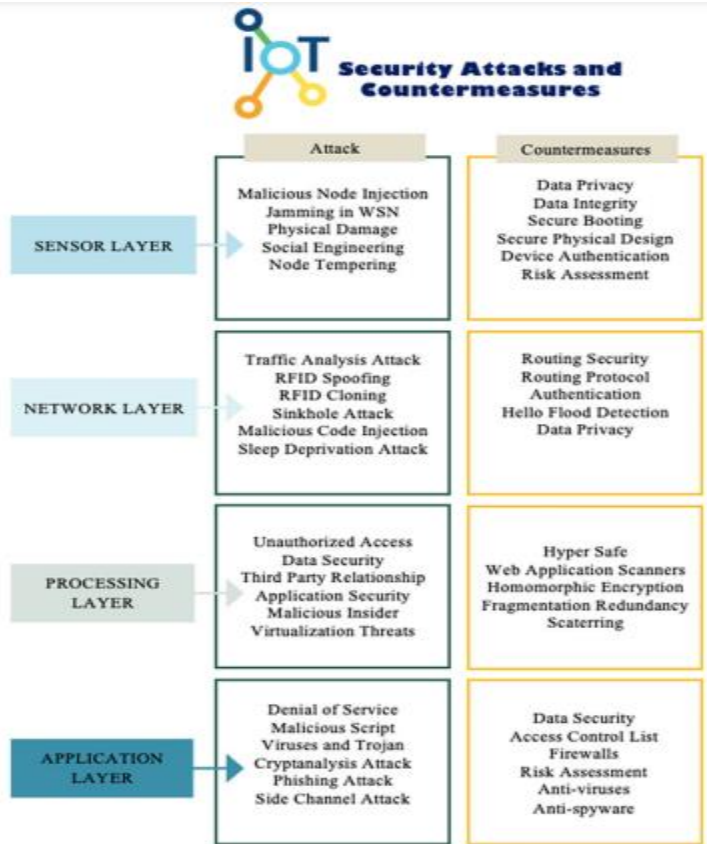 IOT
Security Attacks and
Countermeasures
Attack
Countermeasures
SENSOR LAYER
Malicious Node Injection
Jamming in WSN
Physical Damage
Social Engineering
Node Tempering
Data Privacy
Data Integrity
Secure Booting
Secure Physical Design
Device Authentication
Risk Assessment
NETWORK LAYER
Traffic Analysis Attack
RFID Spoofing
RFID Cloning
Sinkhole Attack
Malicious Code Injection
Sleep Deprivation Attack
Routing Security
Routing Protocol
Authentication
Hello Flood Detection
Data Privacy
PROCESSING
LAYER
Unauthorized Access
Data Security
Third Party Relationship
Application Security
Malicious Insider
Virtualization Threats
Hyper Safe
Web Application Scanners
Homomorphic Encryption
Fragmentation Redundancy
Scaterring
APPLICATION
LAYER
Denial of Service
Malicious Script
Viruses and Trojan
Cryptanalysis Attack
Phishing Attack
Side Channel Attack
Data Security
Access Control List
Firewalls
Risk Assessment
Anti-viruses
Anti-spyware